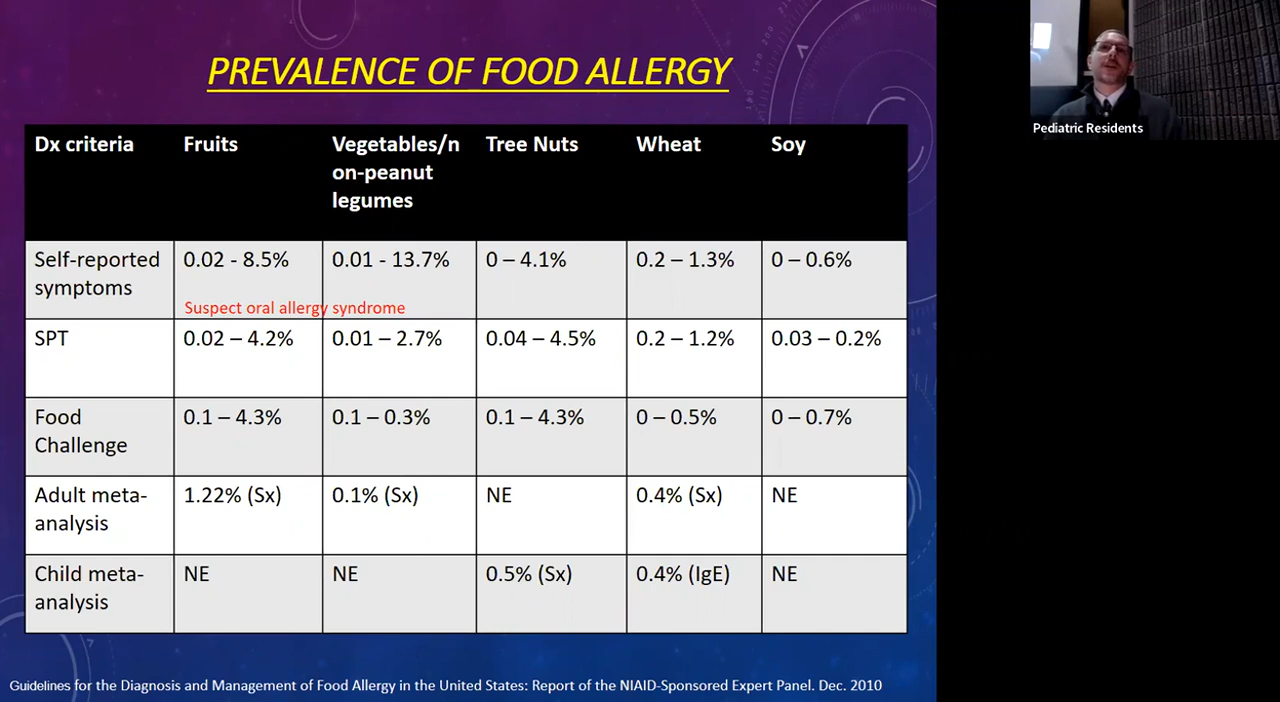 PREVALENCE OF FOOD ALLERGY
Pediatric Residents
Dx criteria
Fruits
Vegetables/n
on-peanut
legumes
Tree Nuts
Wheat
Soy
Self-reported
symptoms
0.02 - 8.5%
0.01 - 13.7%
0 – 4.1%
0.2 – 1.3%
0 – 0.6%
Suspect oral allergy syndrome
SPT
0.02 – 4.2%
0.01 – 2.7%
0.04 – 4.5%
0.2 – 1.2%
0.03 – 0.2%
Food
Challenge
0.1 – 4.3%
0.1 – 0.3%
0.1 – 4.3%
0 – 0.5%
0 – 0.7%
Adult meta-
analysis
1.22% (Sx)
0.1% (Sx)
NE
0.4% (Sx)
NE
Child meta-
analysis
NE
NE
0.5% (Sx)
0.4% (IgE)
NE
Guidelines for the Diagnosis and Management of Food Allergy in the United States: Report of the NIAID-Sponsored Expert Panel. Dec. 2010